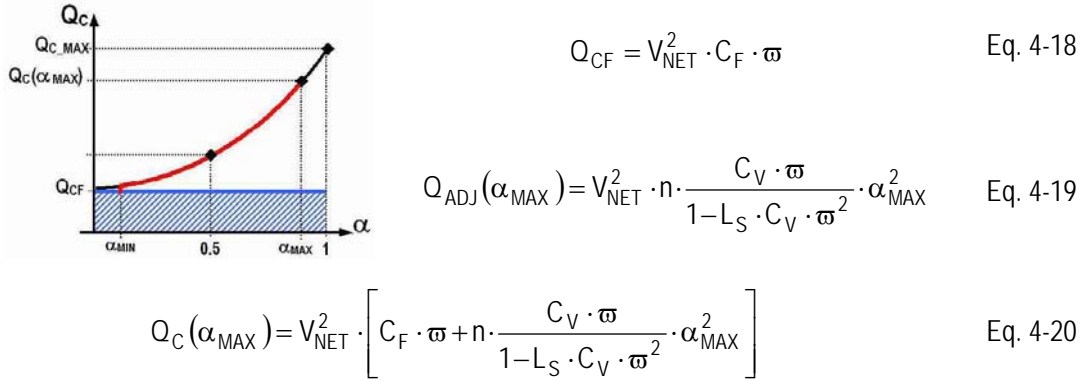 Q_C
Q_C_MAX
Q_C(α_MAX)
Q_CF
α_MIN 0.5 α_MAX 1 α
Q_CF = V_NET^2 · C_F · ϖ Eq. 4-18
Q_ADJ(α_MAX) = V_NET^2 · n · (C_V · ϖ)/(1 − L_S · C_V · ϖ^2) · α_MAX^2 Eq. 4-19
Q_C(α_MAX) = V_NET^2 · [C_F · ϖ + n · (C_V · ϖ)/(1 − L_S · C_V · ϖ^2) · α_MAX^2] Eq. 4-20